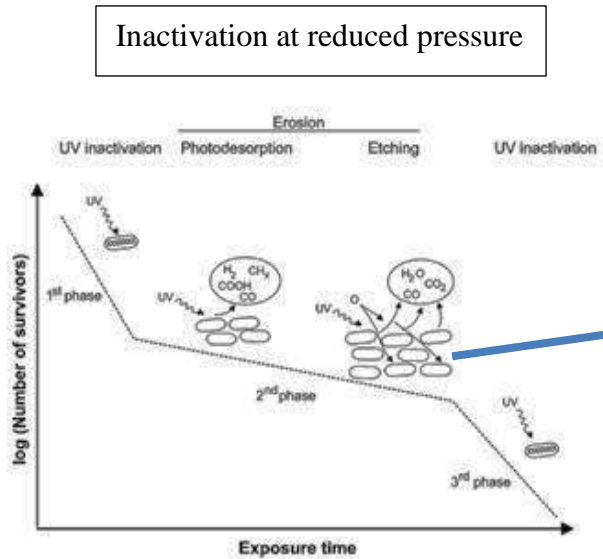 Inactivation at reduced pressure
Erosion
UV inactivation Photodesorption Etching UV inactivation
UV
H2 CHx
COOH
CO
UV
O
UV
H2O
CO2
CO
1st phase
2nd phase
UV
3rd phase
log (Number of survivors)
Exposure time